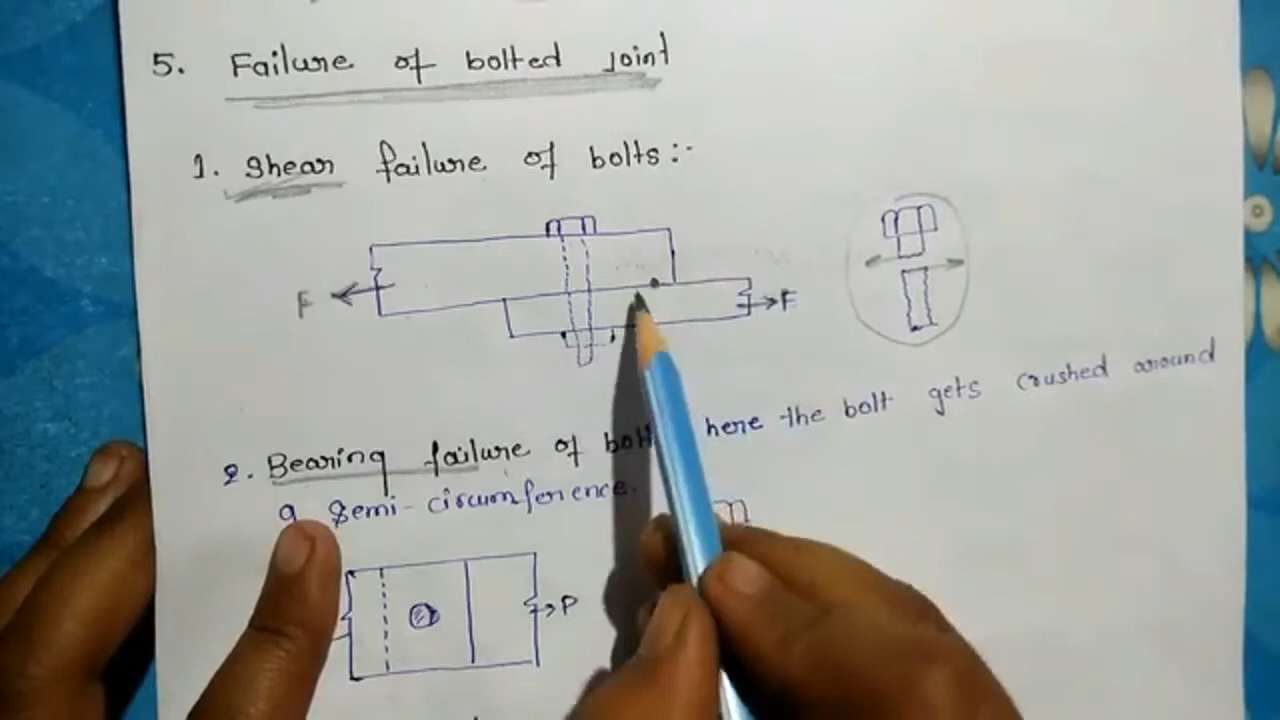 5. Failure of bolted joint
1. Shear failure of bolts:-
F
F
2. Bearing failure of here the bolt gets crushed around
a semi-circumference.
P